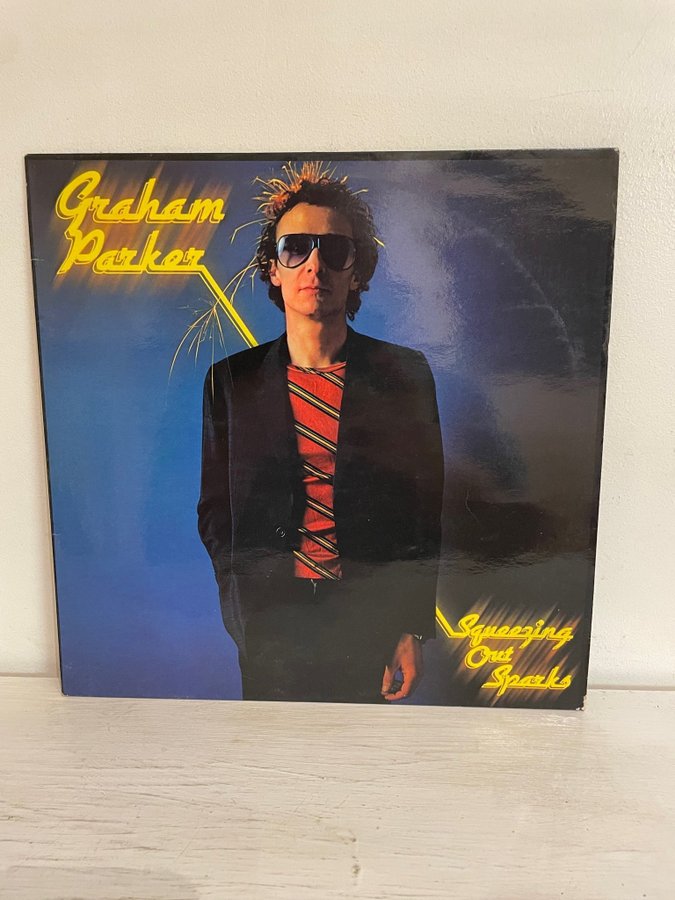 Graham
Parker
Squeezing
Out
Sparks